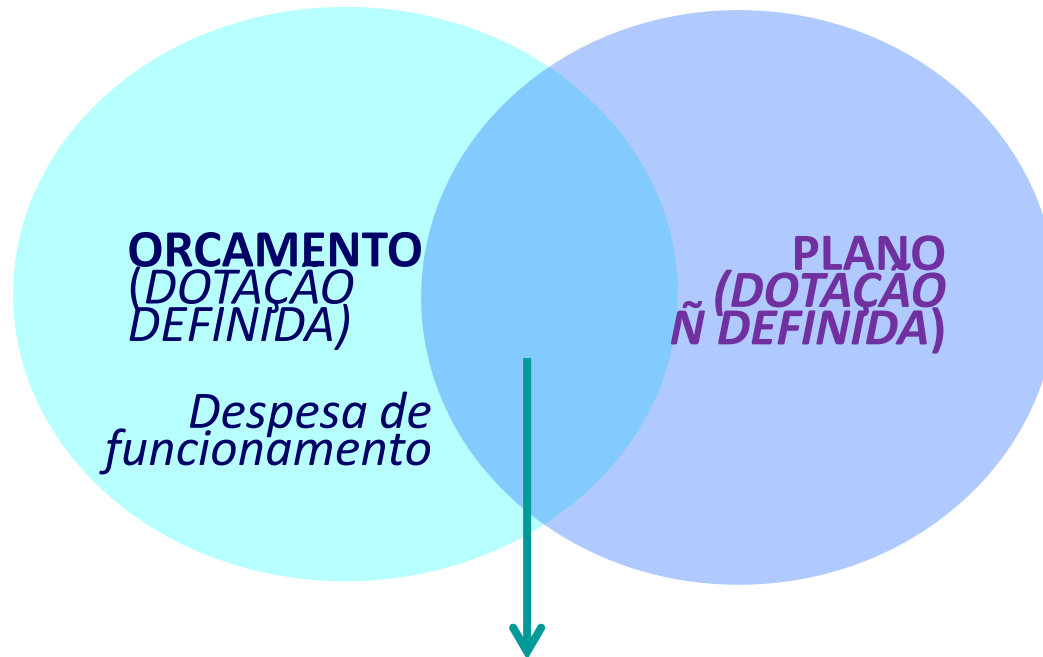 ORCAMENTO
(DOTAÇÃO
DEFINIDA)
Despesa de
funcionamento
PLANO
(DOTAÇÃO
Ñ DEFINIDA)